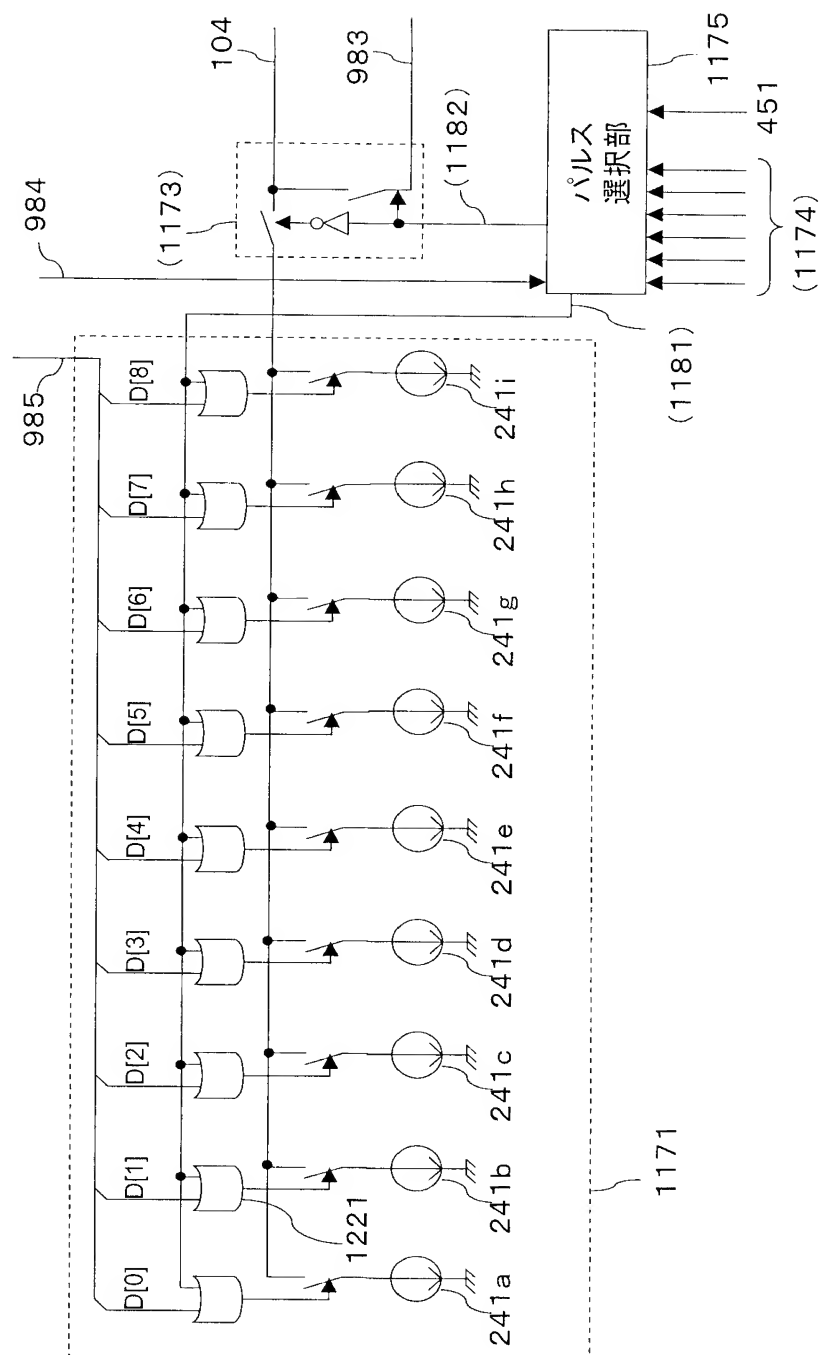 985
984
104
983
(1173)
(1182)
パルス
選択部
1175
451
(1174)
(1181)
D[0]
D[1]
D[2]
D[3]
D[4]
D[5]
D[6]
D[7]
D[8]
1221
241a
241b
241c
241d
241e
241f
241g
241h
241i
1171